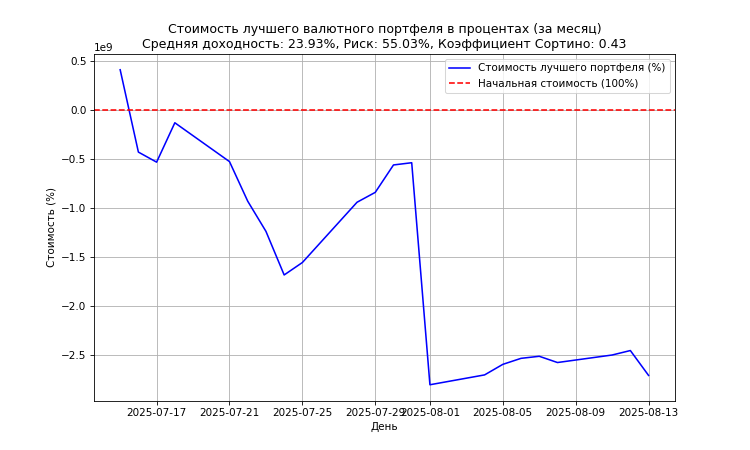 Стоимость лучшего валютного портфеля в процентах (за месяц)
Средняя доходность: 23.93%, Риск: 55.03%, Коэффициент Сортино: 0.43
1e9
Стоимость лучшего портфеля (%)
Начальная стоимость (100%)
0.5
0.0
−0.5
−1.0
−1.5
−2.0
−2.5
Стоимость (%)
2025-07-17 2025-07-21 2025-07-25 2025-07-29 2025-08-01 2025-08-05 2025-08-09 2025-08-13
День